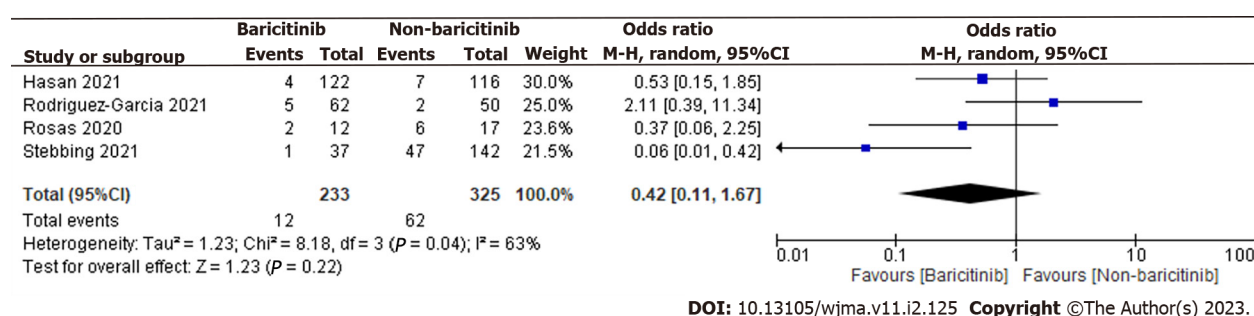 Baricitinib Non-baricitinib Odds ratio Odds ratio
Study or subgroup Events Total Events Total Weight M-H, random, 95%CI M-H, random, 95%CI
Hasan 2021 4 122 7 116 30.0% 0.53 [0.15, 1.85]
Rodriguez-Garcia 2021 5 62 2 50 25.0% 2.11 [0.39, 11.34]
Rosas 2020 2 12 6 17 23.6% 0.37 [0.06, 2.25]
Stebbing 2021 1 37 47 142 21.5% 0.06 [0.01, 0.42]
Total (95%CI) 233 325 100.0% 0.42 [0.11, 1.67]
Total events 12 62
Heterogeneity: Tau² = 1.23; Chi² = 8.18, df = 3 (P = 0.04); I² = 63%
Test for overall effect: Z = 1.23 (P = 0.22)
0.01 0.1 1 10 100
Favours [Baricitinib] Favours [Non-baricitinib]
DOI: 10.13105/wjma.v11.i2.125 Copyright ©The Author(s) 2023.